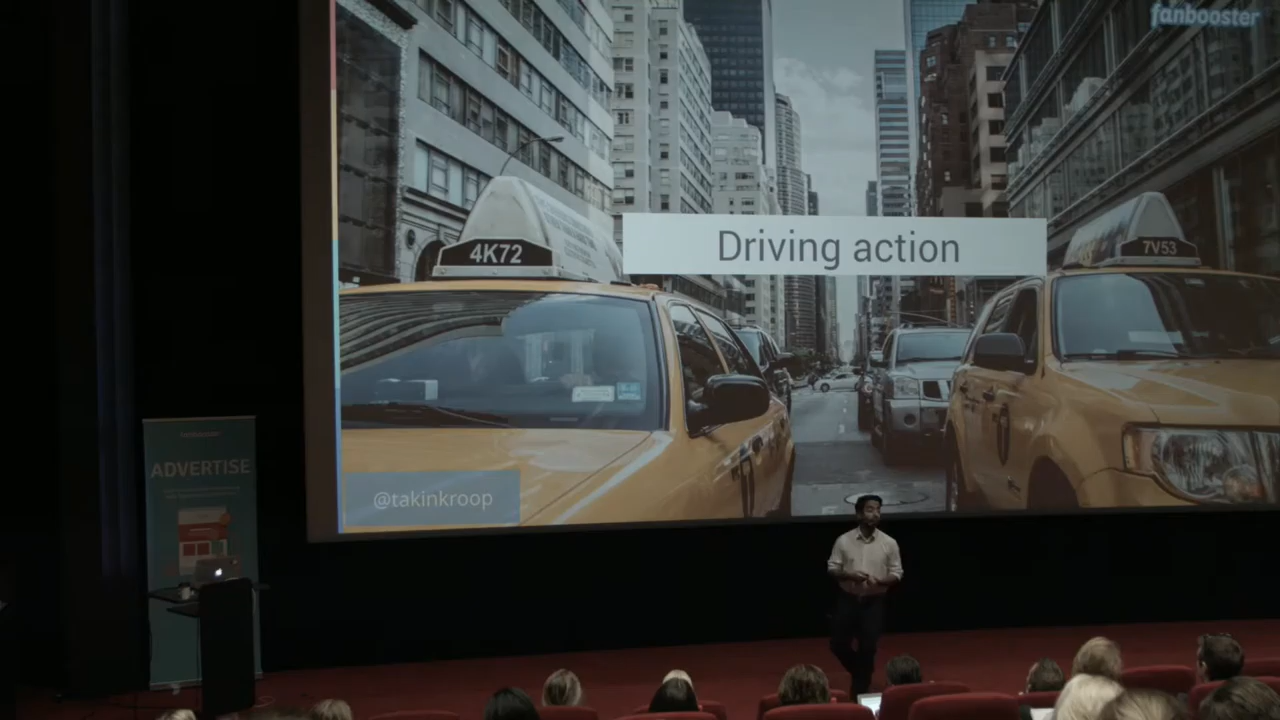 fanbooster
Driving action
4K72
7V53
@takinkroop
ADVERTISE